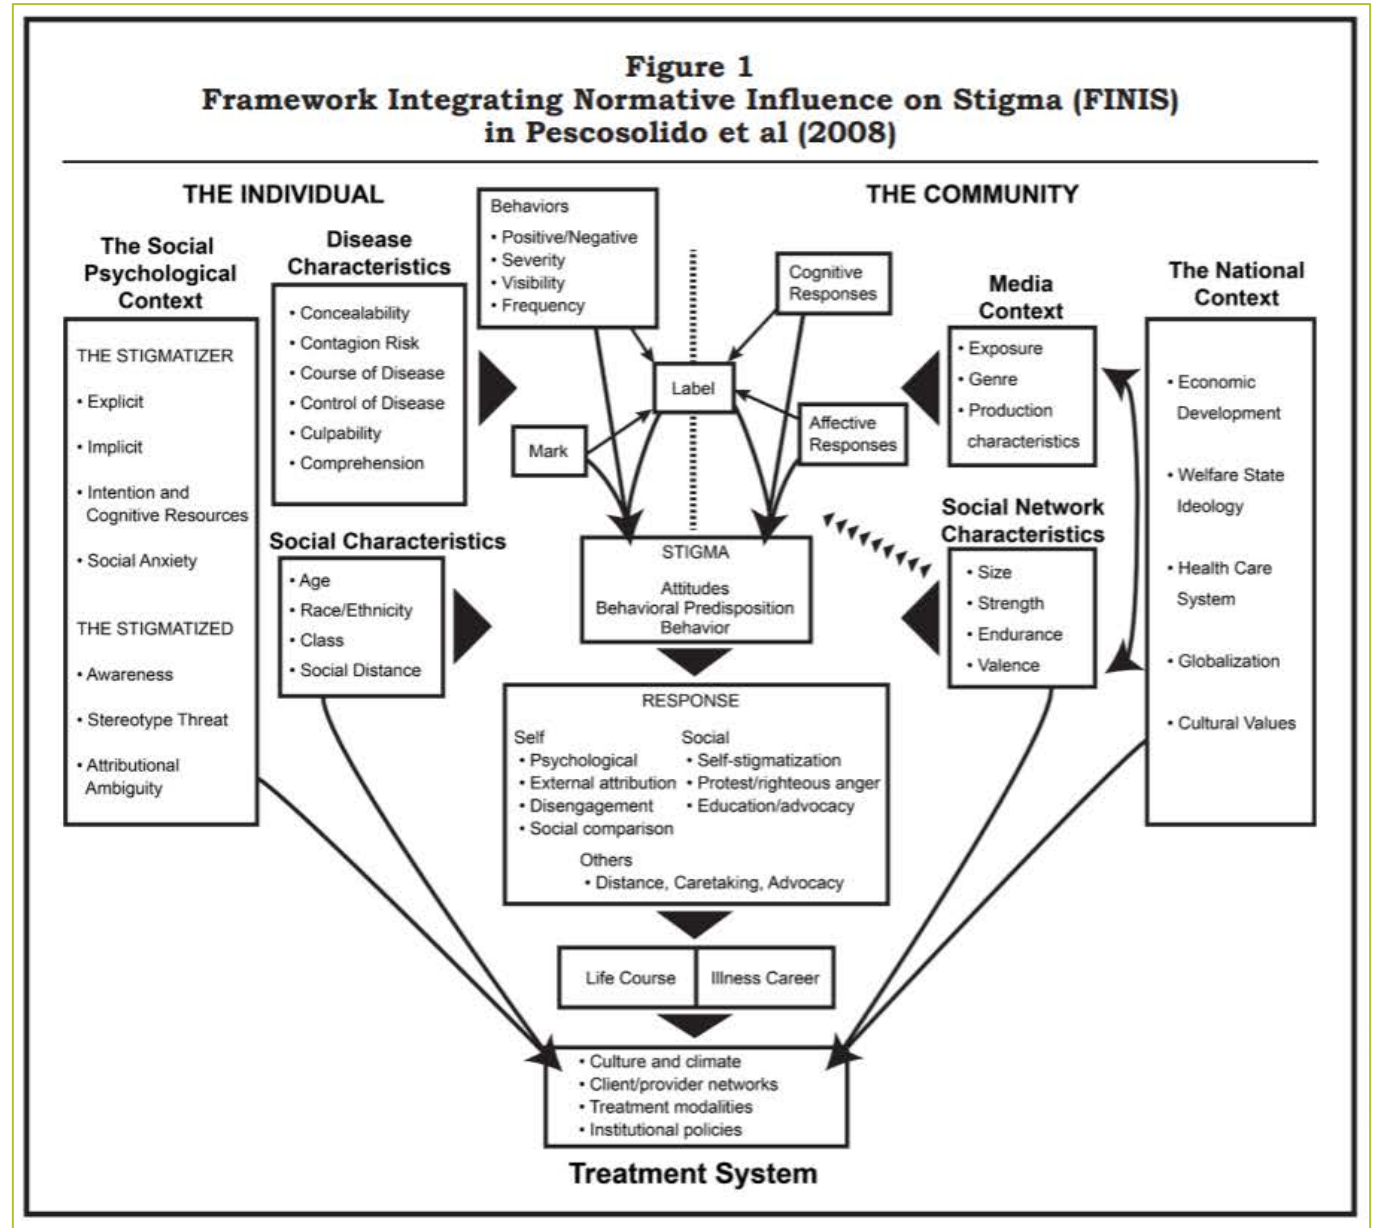 Figure 1
Framework Integrating Normative Influence on Stigma (FINIS)
in Pescosolido et al (2008)
THE INDIVIDUAL
THE COMMUNITY
The Social
Psychological
Context
THE STIGMATIZER
• Explicit
• Implicit
• Intention and
Cognitive Resources
• Social Anxiety
THE STIGMATIZED
• Awareness
• Stereotype Threat
• Attributional
Ambiguity
Disease
Characteristics
• Concealability
• Contagion Risk
• Course of Disease
• Control of Disease
• Culpability
• Comprehension
Social Characteristics
• Age
• Race/Ethnicity
• Class
• Social Distance
Behaviors
• Positive/Negative
• Severity
• Visibility
• Frequency
Mark
Label
Cognitive
Responses
Affective
Responses
STIGMA
Attitudes
Behavioral Predisposition
Behavior
RESPONSE
Self
• Psychological
• External attribution
• Disengagement
• Social comparison
Social
• Self-stigmatization
• Protest/righteous anger
• Education/advocacy
Others
• Distance, Caretaking, Advocacy
Life Course
Illness Career
• Culture and climate
• Client/provider networks
• Treatment modalities
• Institutional policies
Treatment System
Media
Context
• Exposure
• Genre
• Production
characteristics
Social Network
Characteristics
• Size
• Strength
• Endurance
• Valence
The National
Context
• Economic
Development
• Welfare State
Ideology
• Health Care
System
• Globalization
• Cultural Values